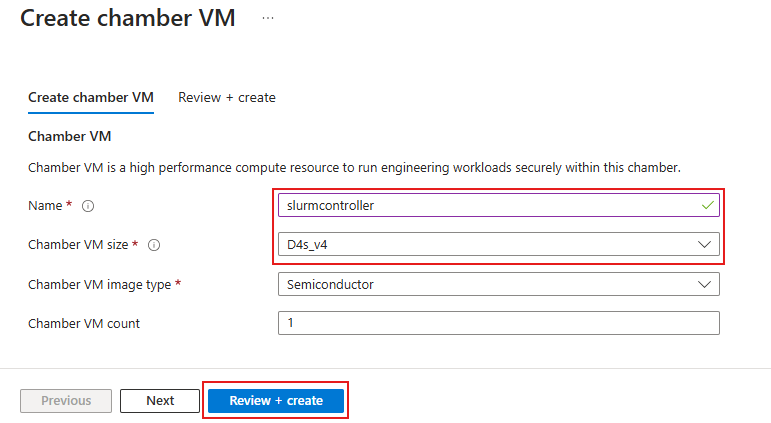 Create chamber VM ...
Create chamber VM Review + create
Chamber VM
Chamber VM is a high performance compute resource to run engineering workloads securely within this chamber.
Name * slurmcontroller
Chamber VM size * D4s_v4
Chamber VM image type * Semiconductor
Chamber VM count 1
Previous Next Review + create